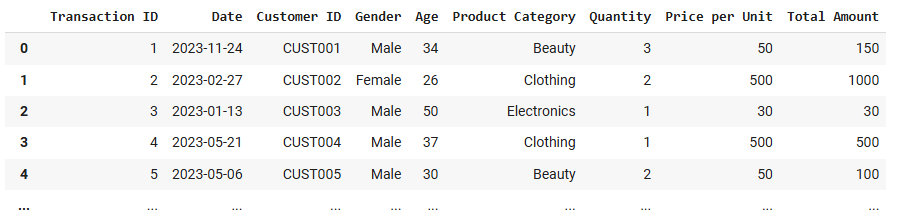 Transaction ID Date Customer ID Gender Age Product Category Quantity Price per Unit Total Amount
0 1 2023-11-24 CUST001 Male 34 Beauty 3 50 150
1 2 2023-02-27 CUST002 Female 26 Clothing 2 500 1000
2 3 2023-01-13 CUST003 Male 50 Electronics 1 30 30
3 4 2023-05-21 CUST004 Male 37 Clothing 1 500 500
4 5 2023-05-06 CUST005 Male 30 Beauty 2 50 100
... ... ... ... ... ... ... ... ... ...